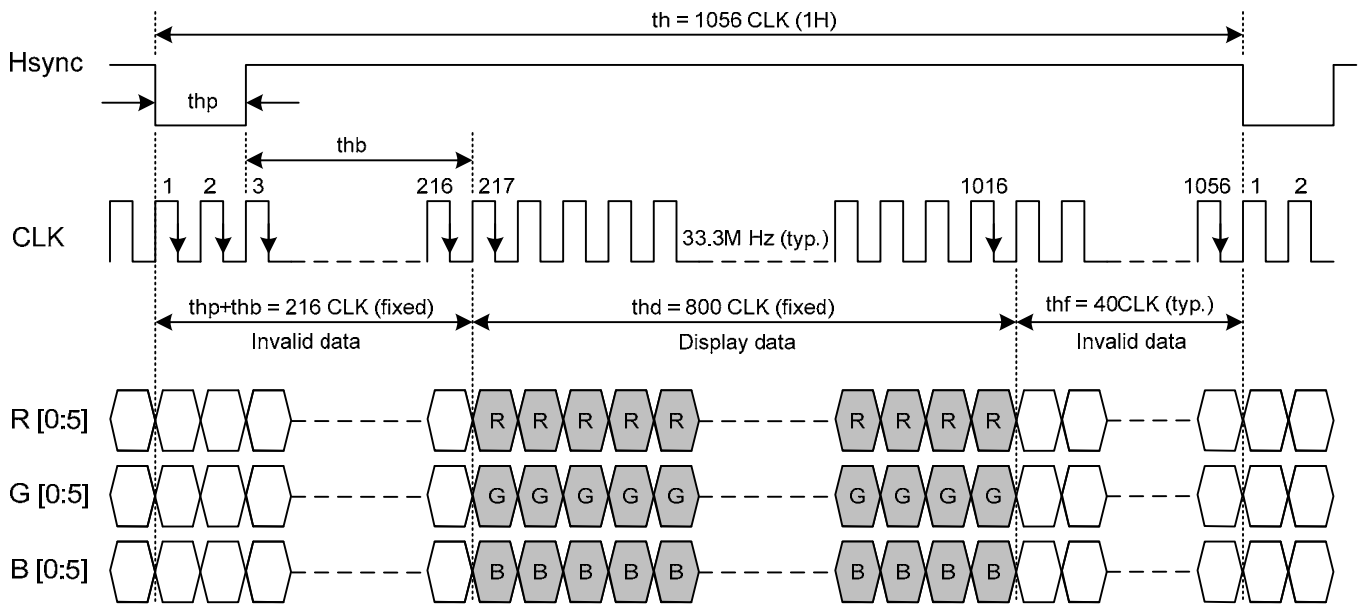 th = 1056 CLK (1H)
Hsync
thp
thb
1 2 3 216 217 1016 1056 1 2
CLK
33.3M Hz (typ.)
thp+thb = 216 CLK (fixed) thd = 800 CLK (fixed) thf = 40CLK (typ.)
Invalid data Display data Invalid data
R [0:5] R R R R R R R R R
G [0:5] G G G G G G G G G
B [0:5] B B B B B B B B B